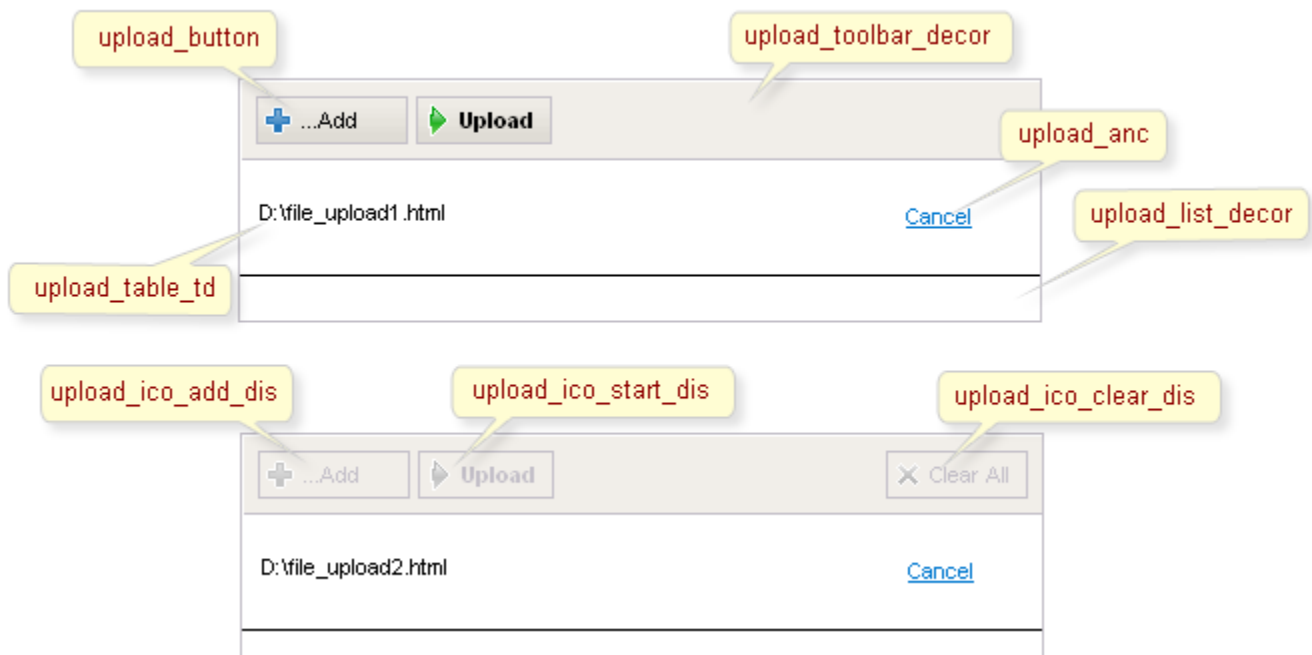 upload_button
upload_toolbar_decor
...Add
Upload
upload_anc
D:\file_upload1.html
Cancel
upload_list_decor
upload_table_td
upload_ico_add_dis
upload_ico_start_dis
upload_ico_clear_dis
...Add
Upload
Clear All
D:\file_upload2.html
Cancel